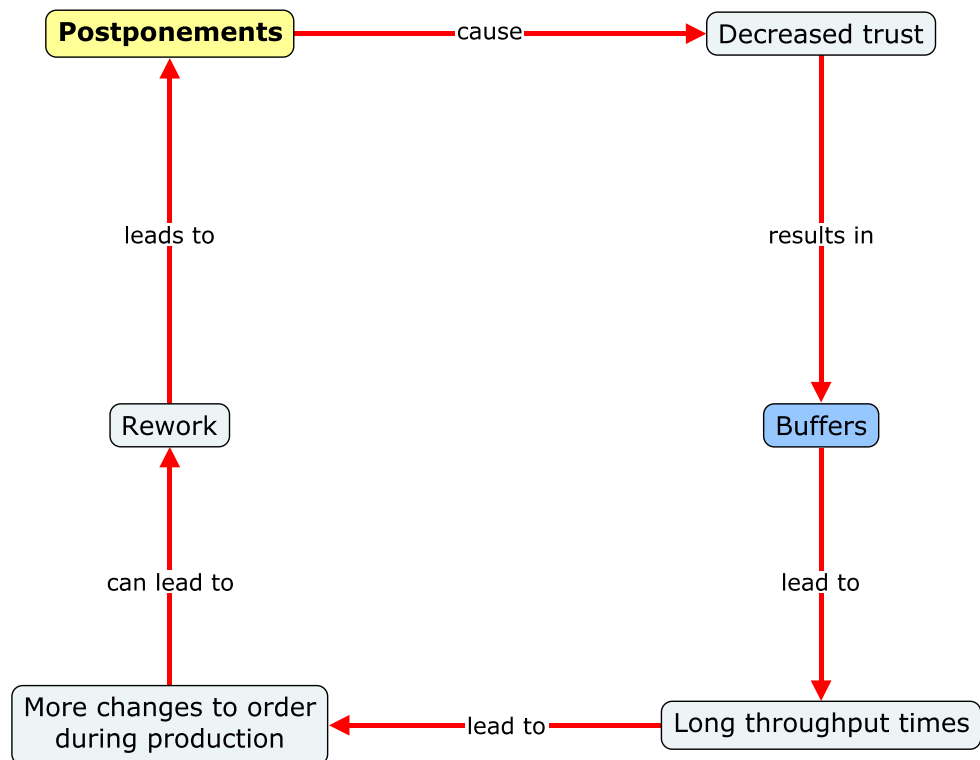 Postponements
cause
Decreased trust
leads to
results in
Rework
Buffers
can lead to
lead to
More changes to order
during production
lead to
Long throughput times